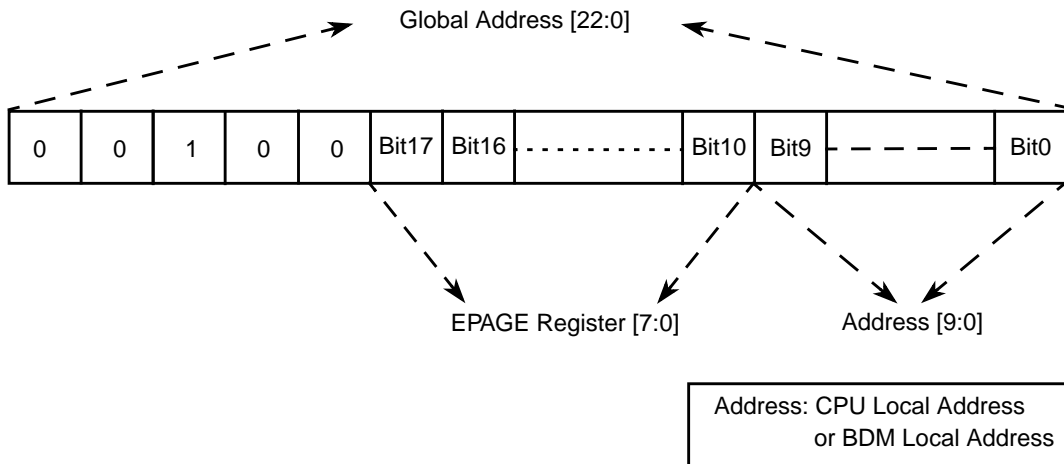 Global Address [22:0]
0 0 1 0 0 Bit17 Bit16 Bit10 Bit9 Bit0
EPAGE Register [7:0] Address [9:0]
Address: CPU Local Address
or BDM Local Address